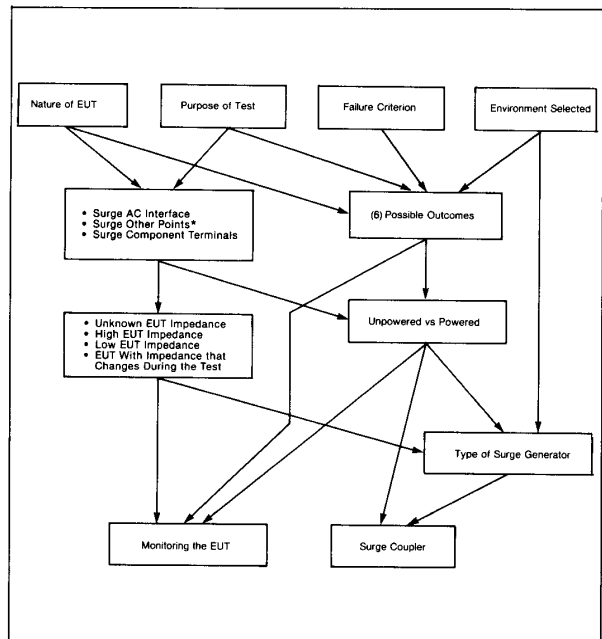 Nature of EUT
Purpose of Test
Failure Criterion
Environment Selected
• Surge AC Interface
• Surge Other Points*
• Surge Component Terminals
(6) Possible Outcomes
• Unknown EUT Impedance
• High EUT Impedance
• Low EUT Impedance
• EUT With Impedance that
Changes During the Test
Unpowered vs Powered
Type of Surge Generator
Monitoring the EUT
Surge Coupler